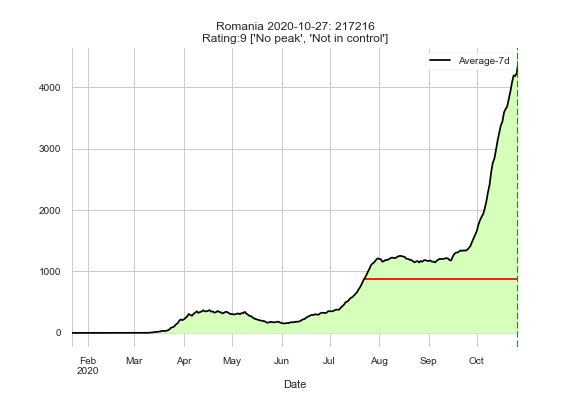 Romania 2020-10-27: 217216
Rating:9 ['No peak', 'Not in control']
Average-7d
4000
3000
2000
1000
0
Feb Mar Apr May Jun Jul Aug Sep Oct
2020
Date